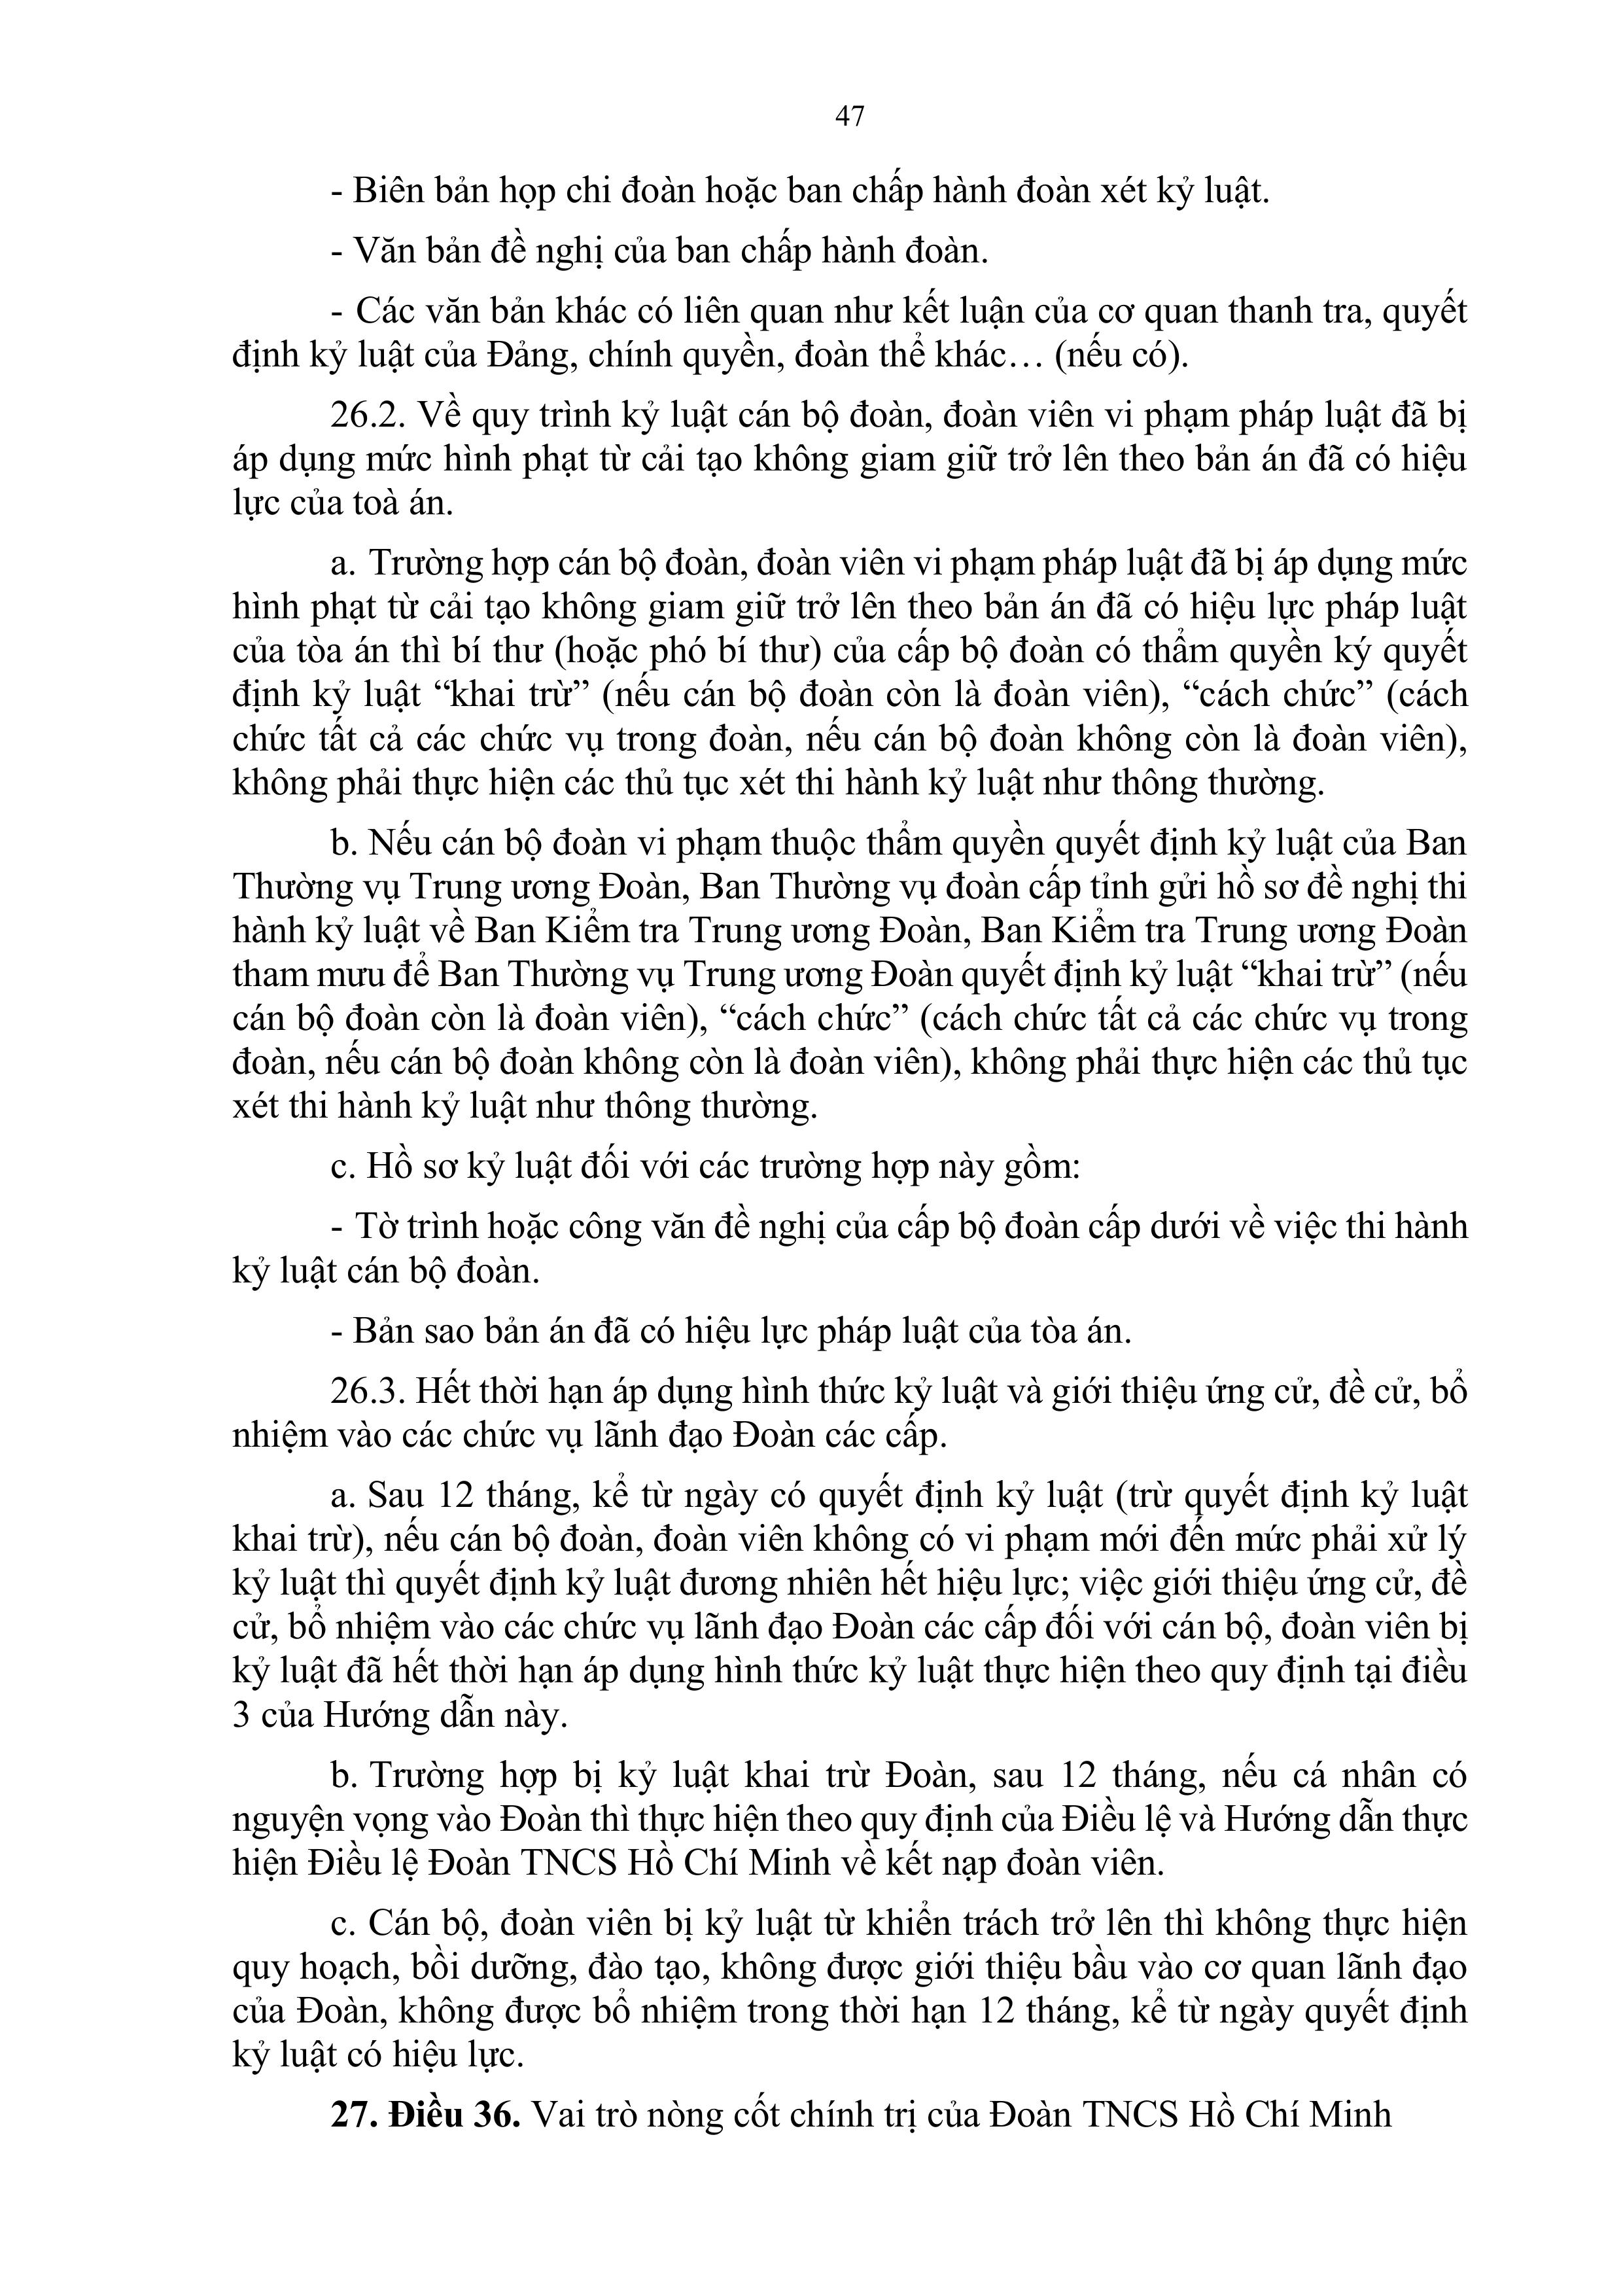 47
- Biên bản họp chi đoàn hoặc ban chấp hành đoàn xét kỷ luật.
- Văn bản đề nghị của ban chấp hành đoàn.
- Các văn bản khác có liên quan như kết luận của cơ quan thanh tra, quyết
định kỷ luật của Đảng, chính quyền, đoàn thể khác… (nếu có).
26.2. Về quy trình kỷ luật cán bộ đoàn, đoàn viên vi phạm pháp luật đã bị
áp dụng mức hình phạt từ cải tạo không giam giữ trở lên theo bản án đã có hiệu
lực của toà án.
a. Trường hợp cán bộ đoàn, đoàn viên vi phạm pháp luật đã bị áp dụng mức
hình phạt từ cải tạo không giam giữ trở lên theo bản án đã có hiệu lực pháp luật
của tòa án thì bí thư (hoặc phó bí thư) của cấp bộ đoàn có thẩm quyền ký quyết
định kỷ luật “khai trừ” (nếu cán bộ đoàn còn là đoàn viên), “cách chức” (cách
chức tất cả các chức vụ trong đoàn, nếu cán bộ đoàn không còn là đoàn viên),
không phải thực hiện các thủ tục xét thi hành kỷ luật như thông thường.
b. Nếu cán bộ đoàn vi phạm thuộc thẩm quyền quyết định kỷ luật của Ban
Thường vụ Trung ương Đoàn, Ban Thường vụ đoàn cấp tỉnh gửi hồ sơ đề nghị thi
hành kỷ luật về Ban Kiểm tra Trung ương Đoàn, Ban Kiểm tra Trung ương Đoàn
tham mưu để Ban Thường vụ Trung ương Đoàn quyết định kỷ luật “khai trừ” (nếu
cán bộ đoàn còn là đoàn viên), “cách chức” (cách chức tất cả các chức vụ trong
đoàn, nếu cán bộ đoàn không còn là đoàn viên), không phải thực hiện các thủ tục
xét thi hành kỷ luật như thông thường.
c. Hồ sơ kỷ luật đối với các trường hợp này gồm:
- Tờ trình hoặc công văn đề nghị của cấp bộ đoàn cấp dưới về việc thi hành
kỷ luật cán bộ đoàn.
- Bản sao bản án đã có hiệu lực pháp luật của tòa án.
26.3. Hết thời hạn áp dụng hình thức kỷ luật và giới thiệu ứng cử, đề cử, bổ
nhiệm vào các chức vụ lãnh đạo Đoàn các cấp.
a. Sau 12 tháng, kể từ ngày có quyết định kỷ luật (trừ quyết định kỷ luật
khai trừ), nếu cán bộ đoàn, đoàn viên không có vi phạm mới đến mức phải xử lý
kỷ luật thì quyết định kỷ luật đương nhiên hết hiệu lực; việc giới thiệu ứng cử, đề
cử, bổ nhiệm vào các chức vụ lãnh đạo Đoàn các cấp đối với cán bộ, đoàn viên bị
kỷ luật đã hết thời hạn áp dụng hình thức kỷ luật thực hiện theo quy định tại điều
3 của Hướng dẫn này.
b. Trường hợp bị kỷ luật khai trừ Đoàn, sau 12 tháng, nếu cá nhân có
nguyện vọng vào Đoàn thì thực hiện theo quy định của Điều lệ và Hướng dẫn thực
hiện Điều lệ Đoàn TNCS Hồ Chí Minh về kết nạp đoàn viên.
c. Cán bộ, đoàn viên bị kỷ luật từ khiển trách trở lên thì không thực hiện
quy hoạch, bồi dưỡng, đào tạo, không được giới thiệu bầu vào cơ quan lãnh đạo
của Đoàn, không được bổ nhiệm trong thời hạn 12 tháng, kể từ ngày quyết định
kỷ luật có hiệu lực.
27. Điều 36. Vai trò nòng cốt chính trị của Đoàn TNCS Hồ Chí Minh